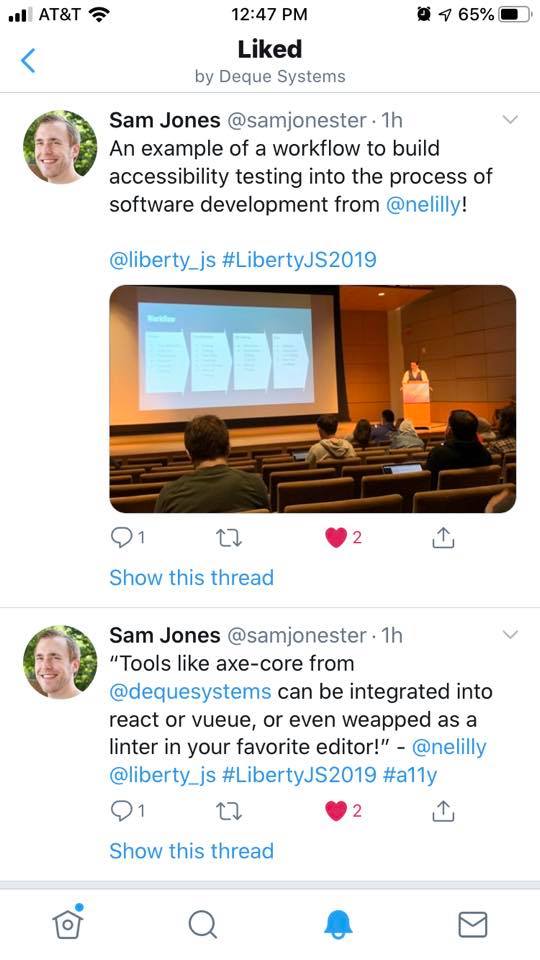 AT&T 12:47 PM 65%
Liked
by Deque Systems
Sam Jones @samjonester · 1h
An example of a workflow to build
accessibility testing into the process of
software development from @nelilly!
@liberty_js #LibertyJS2019
Workflow
1 2
Show this thread
Sam Jones @samjonester · 1h
“Tools like axe-core from
@dequesystems can be integrated into
react or vueue, or even weapped as a
linter in your favorite editor!” - @nelilly
@liberty_js #LibertyJS2019 #a11y
1 2
Show this thread